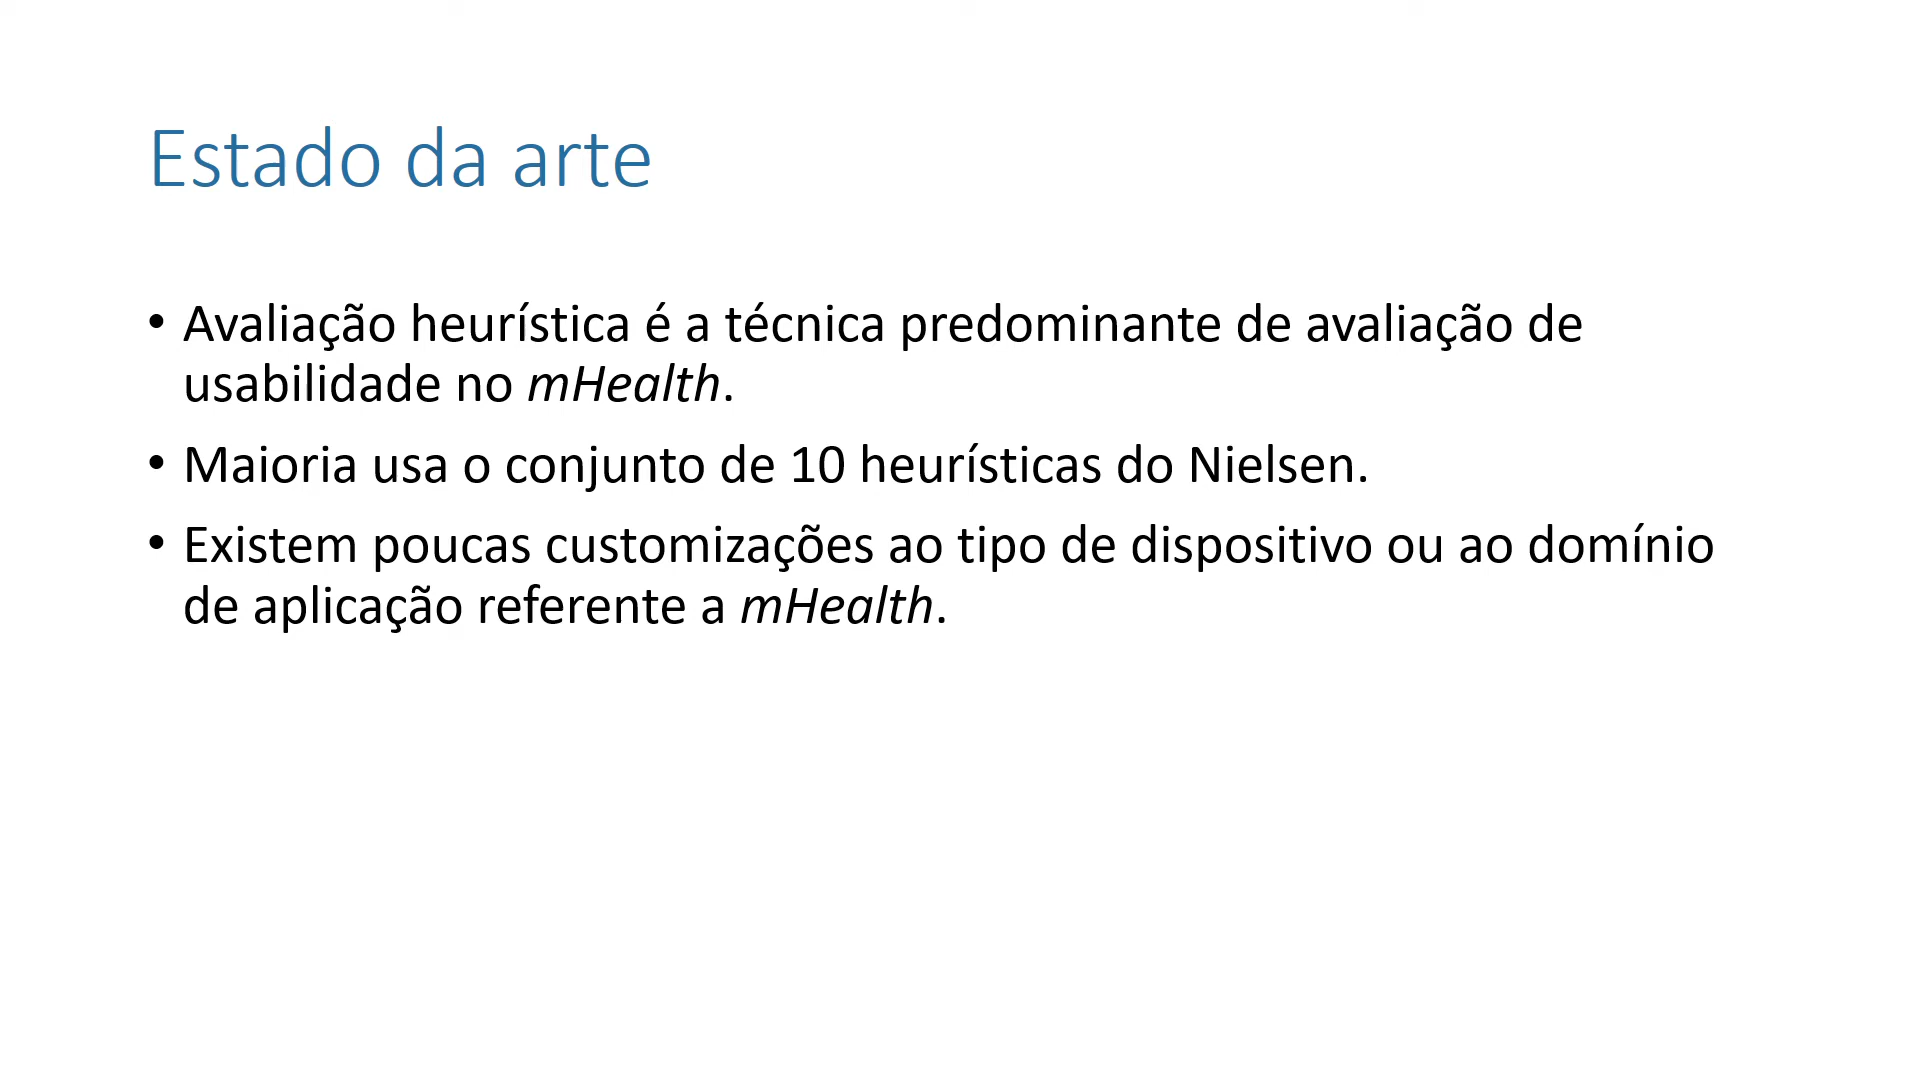 Estado da arte
• Avaliação heurística é a técnica predominante de avaliação de
usabilidade no mHealth.
• Maioria usa o conjunto de 10 heurísticas do Nielsen.
• Existem poucas customizações ao tipo de dispositivo ou ao domínio
de aplicação referente a mHealth.